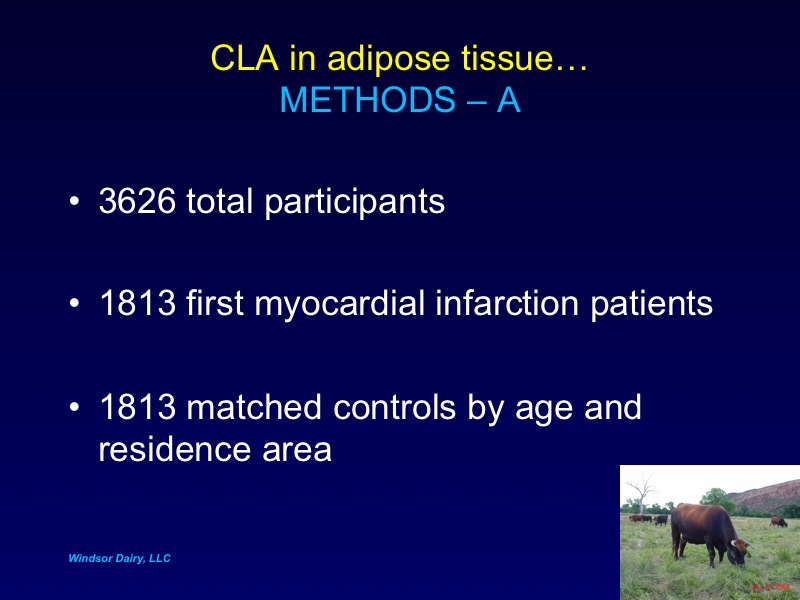 CLA in adipose tissue…
METHODS – A
• 3626 total participants
• 1813 first myocardial infarction patients
• 1813 matched controls by age and
residence area
Windsor Dairy, LLC